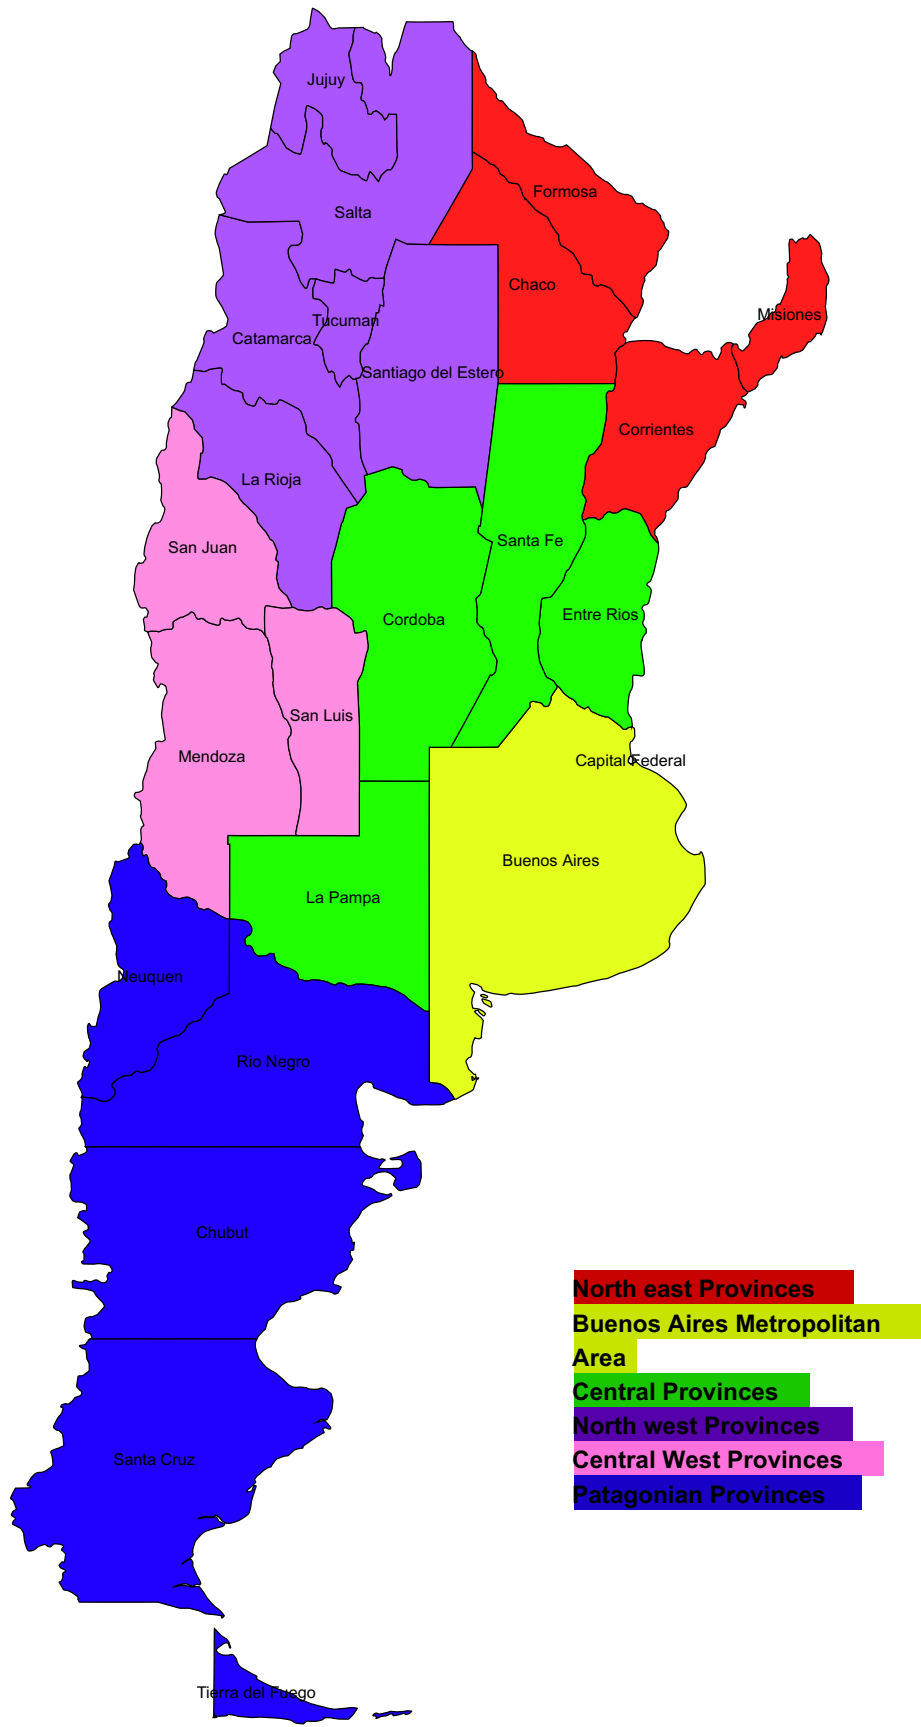 Jujuy
Formosa
Salta
Chaco
Misiones
Tucuman
Catamarca
Santiago del Estero
Corrientes
La Rioja
Santa Fe
San Juan
Entre Rios
Cordoba
San Luis
Mendoza
Capital Federal
Buenos Aires
La Pampa
Neuquen
Rio Negro
Chubut
North east Provinces
Buenos Aires Metropolitan
Area
Central Provinces
North west Provinces
Central West Provinces
Santa Cruz
Patagonian Provinces
Tierra del Fuego